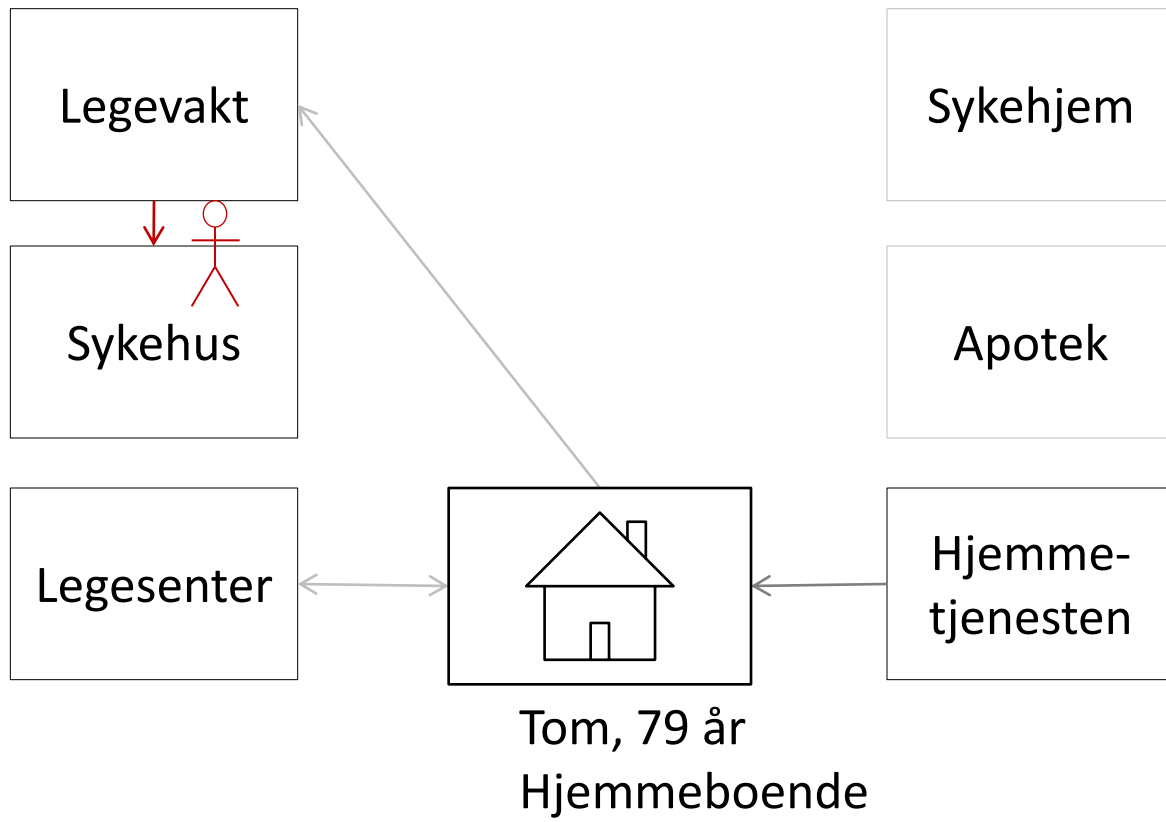 Legevakt
Sykehjem
Sykehus
Apotek
Legesenter
Hjemme-
tjenesten
Tom, 79 år
Hjemmeboende